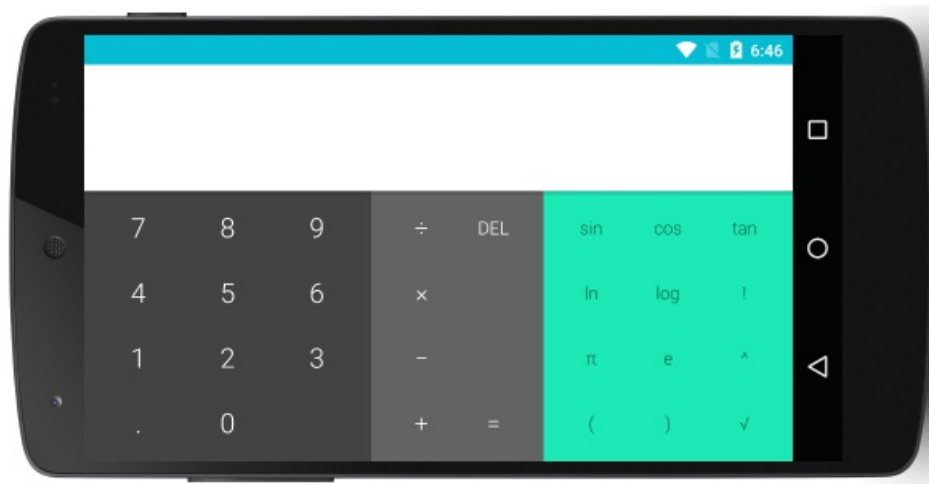 6:46
7 8 9 ÷ DEL sin cos tan
4 5 6 × ln log !
1 2 3 − π e ^
. 0 + = ( ) √